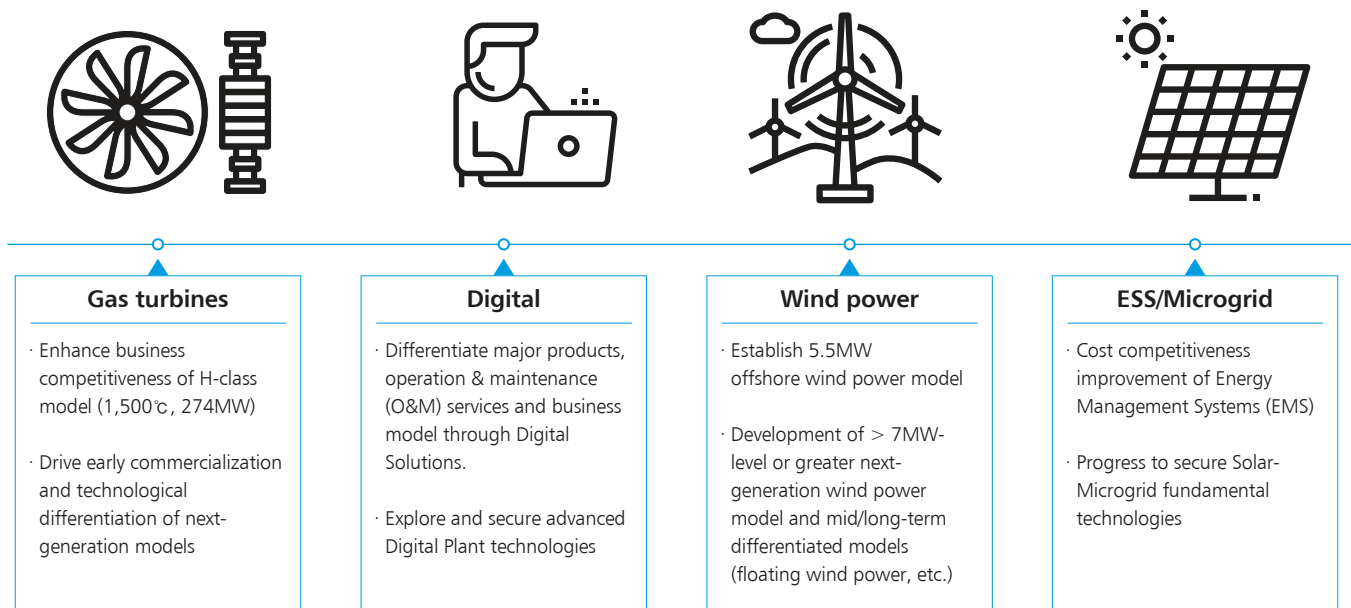 Gas turbines
· Enhance business
competitiveness of H-class
model (1,500℃, 274MW)
· Drive early commercialization
and technological
differentiation of next-
generation models
Digital
· Differentiate major products,
operation & maintenance
(O&M) services and business
model through Digital
Solutions.
· Explore and secure advanced
Digital Plant technologies
Wind power
· Establish 5.5MW
offshore wind power model
· Development of > 7MW-
level or greater next-
generation wind power
model and mid/long-term
differentiated models
(floating wind power, etc.)
ESS/Microgrid
· Cost competitiveness
improvement of Energy
Management Systems (EMS)
· Progress to secure Solar-
Microgrid fundamental
technologies